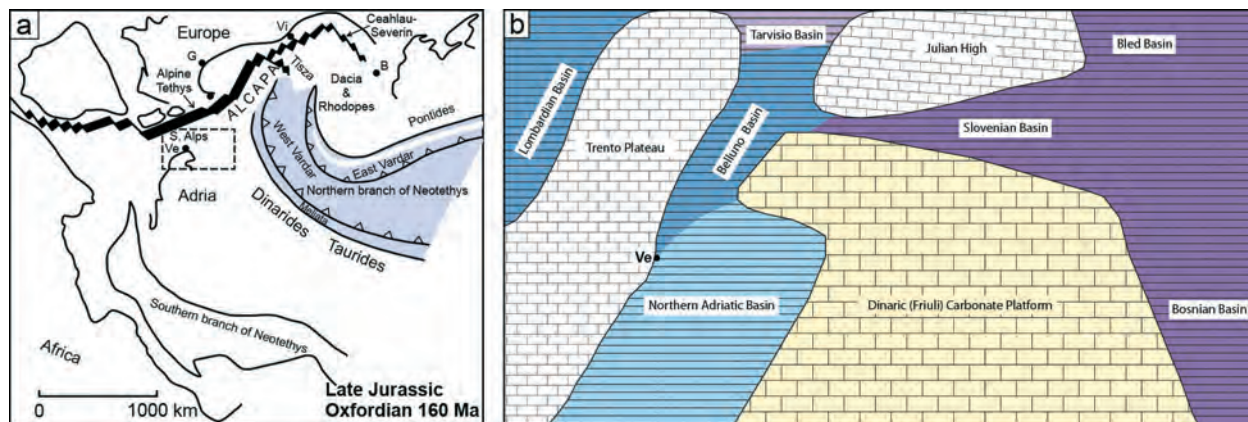 a
Europe
Vi
Ceahlau-
Severin
G
Alpine
Tethys
ALCAPA
Tisza
B
Dacia
&
Rhodopes
Pontides
S. Alps
Ve
West Vardar
East Vardar
Adria
Northern branch of Neotethys
Meliata
Dinarides
Taurides
Southern branch of Neotethys
Africa
0 1000 km
Late Jurassic
Oxfordian 160 Ma
b
Tarvisio Basin
Julian High
Bled Basin
Lombardian Basin
Trento Plateau
Belluno Basin
Slovenian Basin
Ve
Northern Adriatic Basin
Dinaric (Friuli) Carbonate Platform
Bosnian Basin